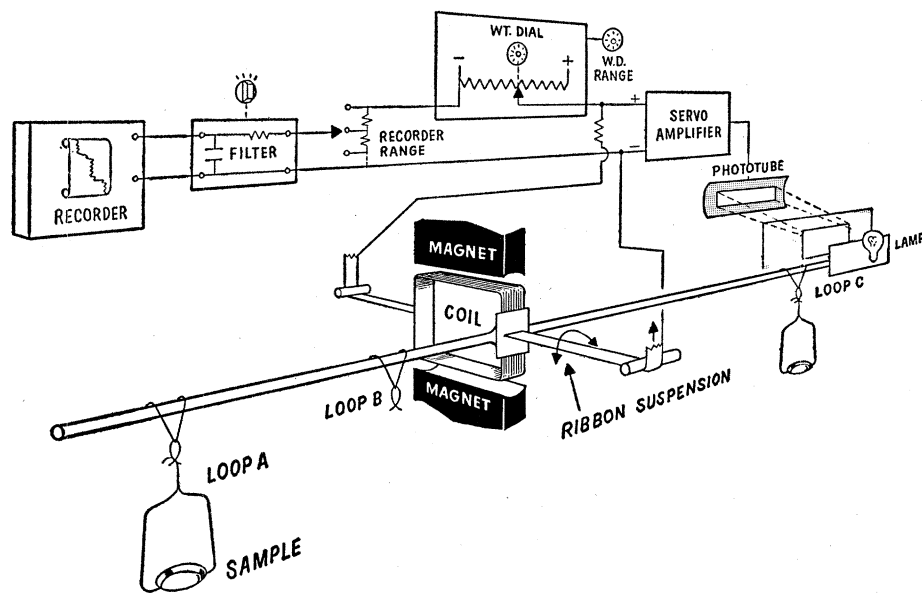 WT. DIAL
− +
W.D.
RANGE
+
SERVO
AMPLIFIER
−
RECORDER
RANGE
FILTER
RECORDER
PHOTOTUBE
LAMP
LOOP C
MAGNET
COIL
MAGNET
LOOP B
RIBBON SUSPENSION
LOOP A
SAMPLE